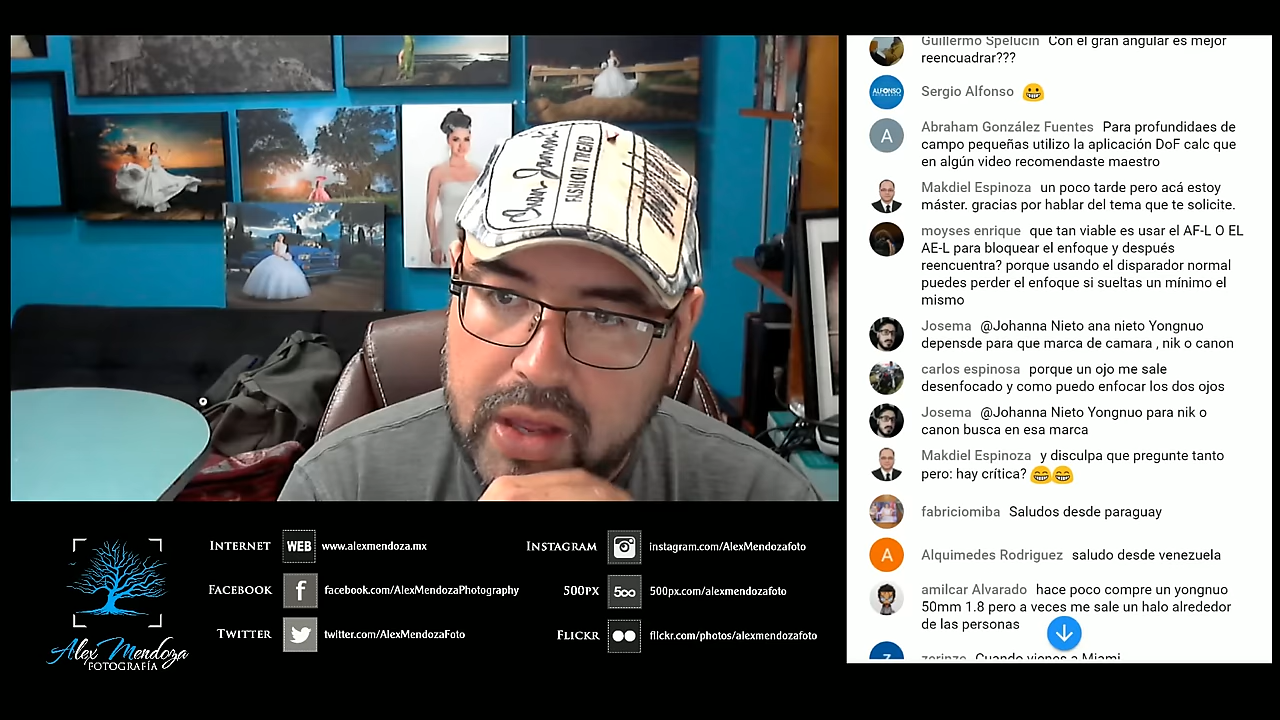 Guillermo Spelucin Con el gran angular es mejor
reencuadrar???
Sergio Alfonso
ALFONSO
A
Abraham González Fuentes Para profundidaes de
campo pequeñas utilizo la aplicación DoF calc que
en algún video recomendaste maestro
Makdiel Espinoza un poco tarde pero acá estoy
máster. gracias por hablar del tema que te solicite.
moyses enrique que tan viable es usar el AF-L O EL
AE-L para bloquear el enfoque y después
reencuentra? porque usando el disparador normal
puedes perder el enfoque si sueltas un mínimo el
mismo
Josema @Johanna Nieto ana nieto Yongnuo
depensde para que marca de camara , nik o canon
carlos espinosa porque un ojo me sale
desenfocado y como puedo enfocar los dos ojos
Josema @Johanna Nieto Yongnuo para nik o
canon busca en esa marca
Makdiel Espinoza y disculpa que pregunte tanto
pero: hay crítica?
fabriciomiba Saludos desde paraguay
A
Alquimedes Rodriguez saludo desde venezuela
amilcar Alvarado hace poco compre un yongnuo
50mm 1.8 pero a veces me sale un halo alrededor
de las personas
Cuando vienes a Miami
FASHION TREND
Internet WEB www.alexmendoza.mx
Facebook f facebook.com/AlexMendozaPhotography
Twitter twitter.com/AlexMendozaFoto
Instagram instagram.com/AlexMendozafoto
500px 500 500px.com/alexmendozafoto
Flickr flickr.com/photos/alexmendozafoto
Alex Mendoza
FOTOGRAFÍA